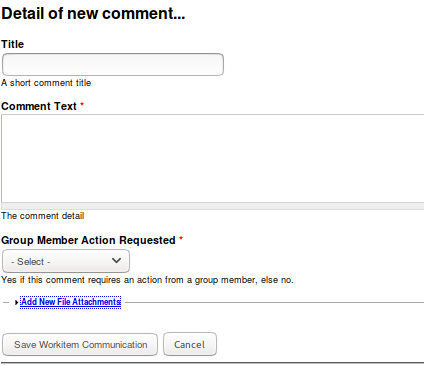 Detail of new comment...
Title
A short comment title
Comment Text *
The comment detail
Group Member Action Requested *
- Select -
Yes if this comment requires an action from a group member, else no.
Add New File Attachments
Save Workitem Communication Cancel